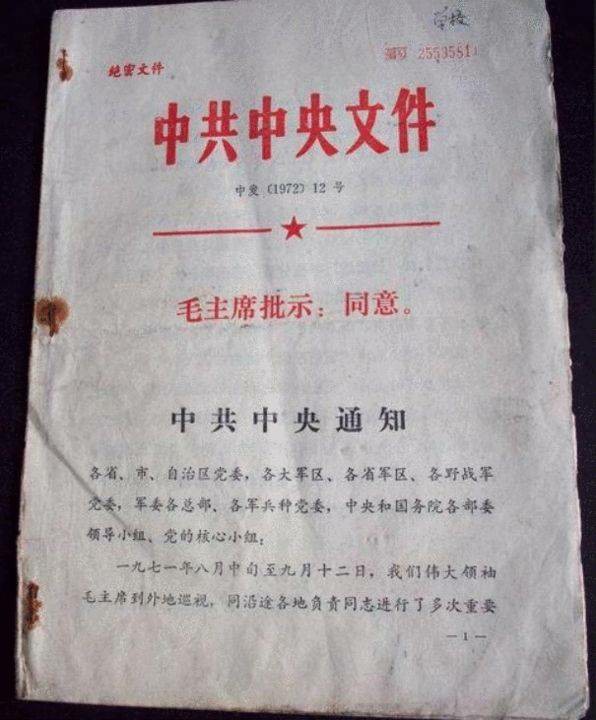 学校
绝密文件
编号 2553581
中共中央文件
中发〔1972〕12 号
毛主席批示：同意。
中共中央通知
各省、市、自治区党委，各大军区、各省军区、各野战军
党委，军委各总部、各军兵种党委，中央和国务院各部委
领导小组、党的核心小组：
一九七一年八月中旬至九月十二日，我们伟大领袖
毛主席到外地巡视，同沿途各地负责同志进行了多次重要
— 1 —